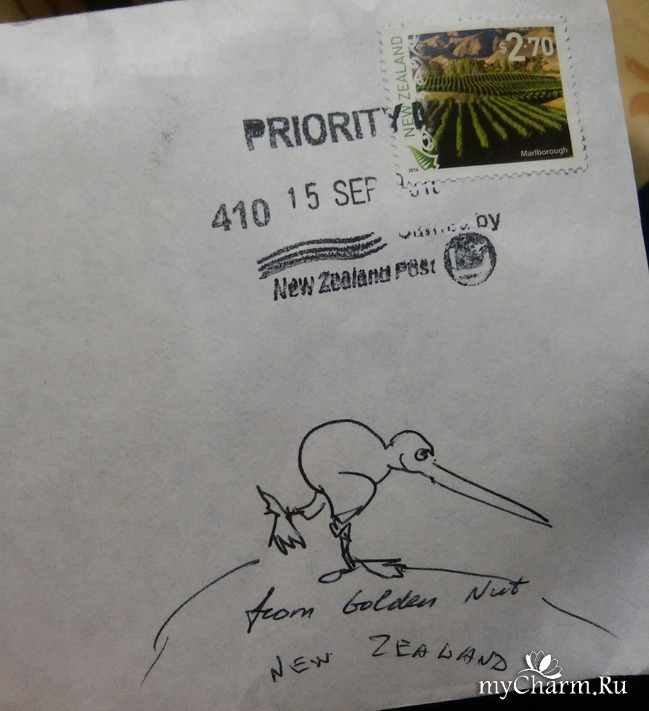 NEW ZEALAND
$2.70
Marlborough
PRIORITY
410 15 SEP
by
New Zealand Post
from Golden Nut
NEW ZEALAND
myCharm.Ru